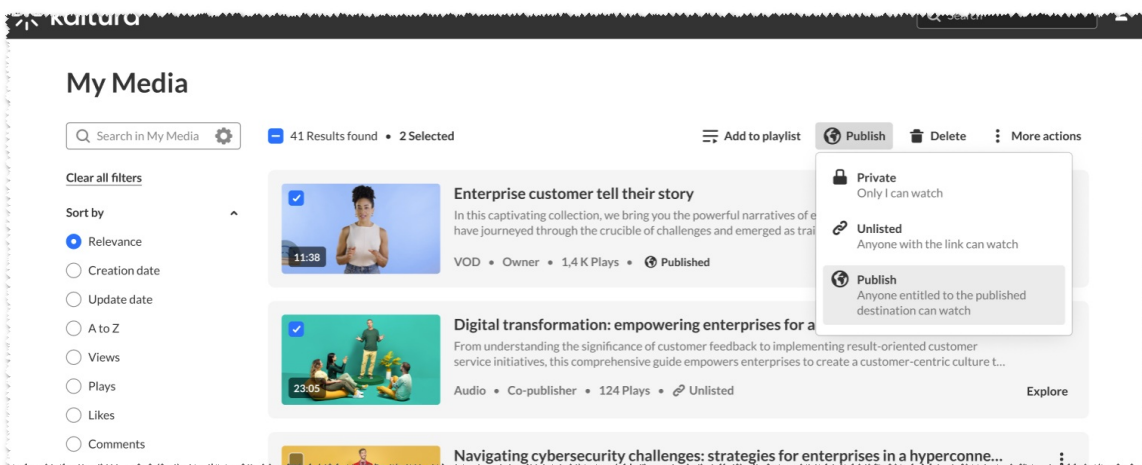 kaltura
Search
My Media
Search in My Media
41 Results found • 2 Selected
Add to playlist
Publish
Delete
More actions
Clear all filters
Sort by
Relevance
Creation date
Update date
A to Z
Views
Plays
Likes
Comments
11:38
Enterprise customer tell their story
In this captivating collection, we bring you the powerful narratives of e
have journeyed through the crucible of challenges and emerged as trai
VOD • Owner • 1,4 K Plays • Published
Private
Only I can watch
Unlisted
Anyone with the link can watch
Publish
Anyone entitled to the published
destination can watch
23:05
Digital transformation: empowering enterprises for a
From understanding the significance of customer feedback to implementing result-oriented customer
service initiatives, this comprehensive guide empowers enterprises to create a customer-centric culture t...
Audio • Co-publisher • 124 Plays • Unlisted
Explore
Navigating cybersecurity challenges: strategies for enterprises in a hyperconne...